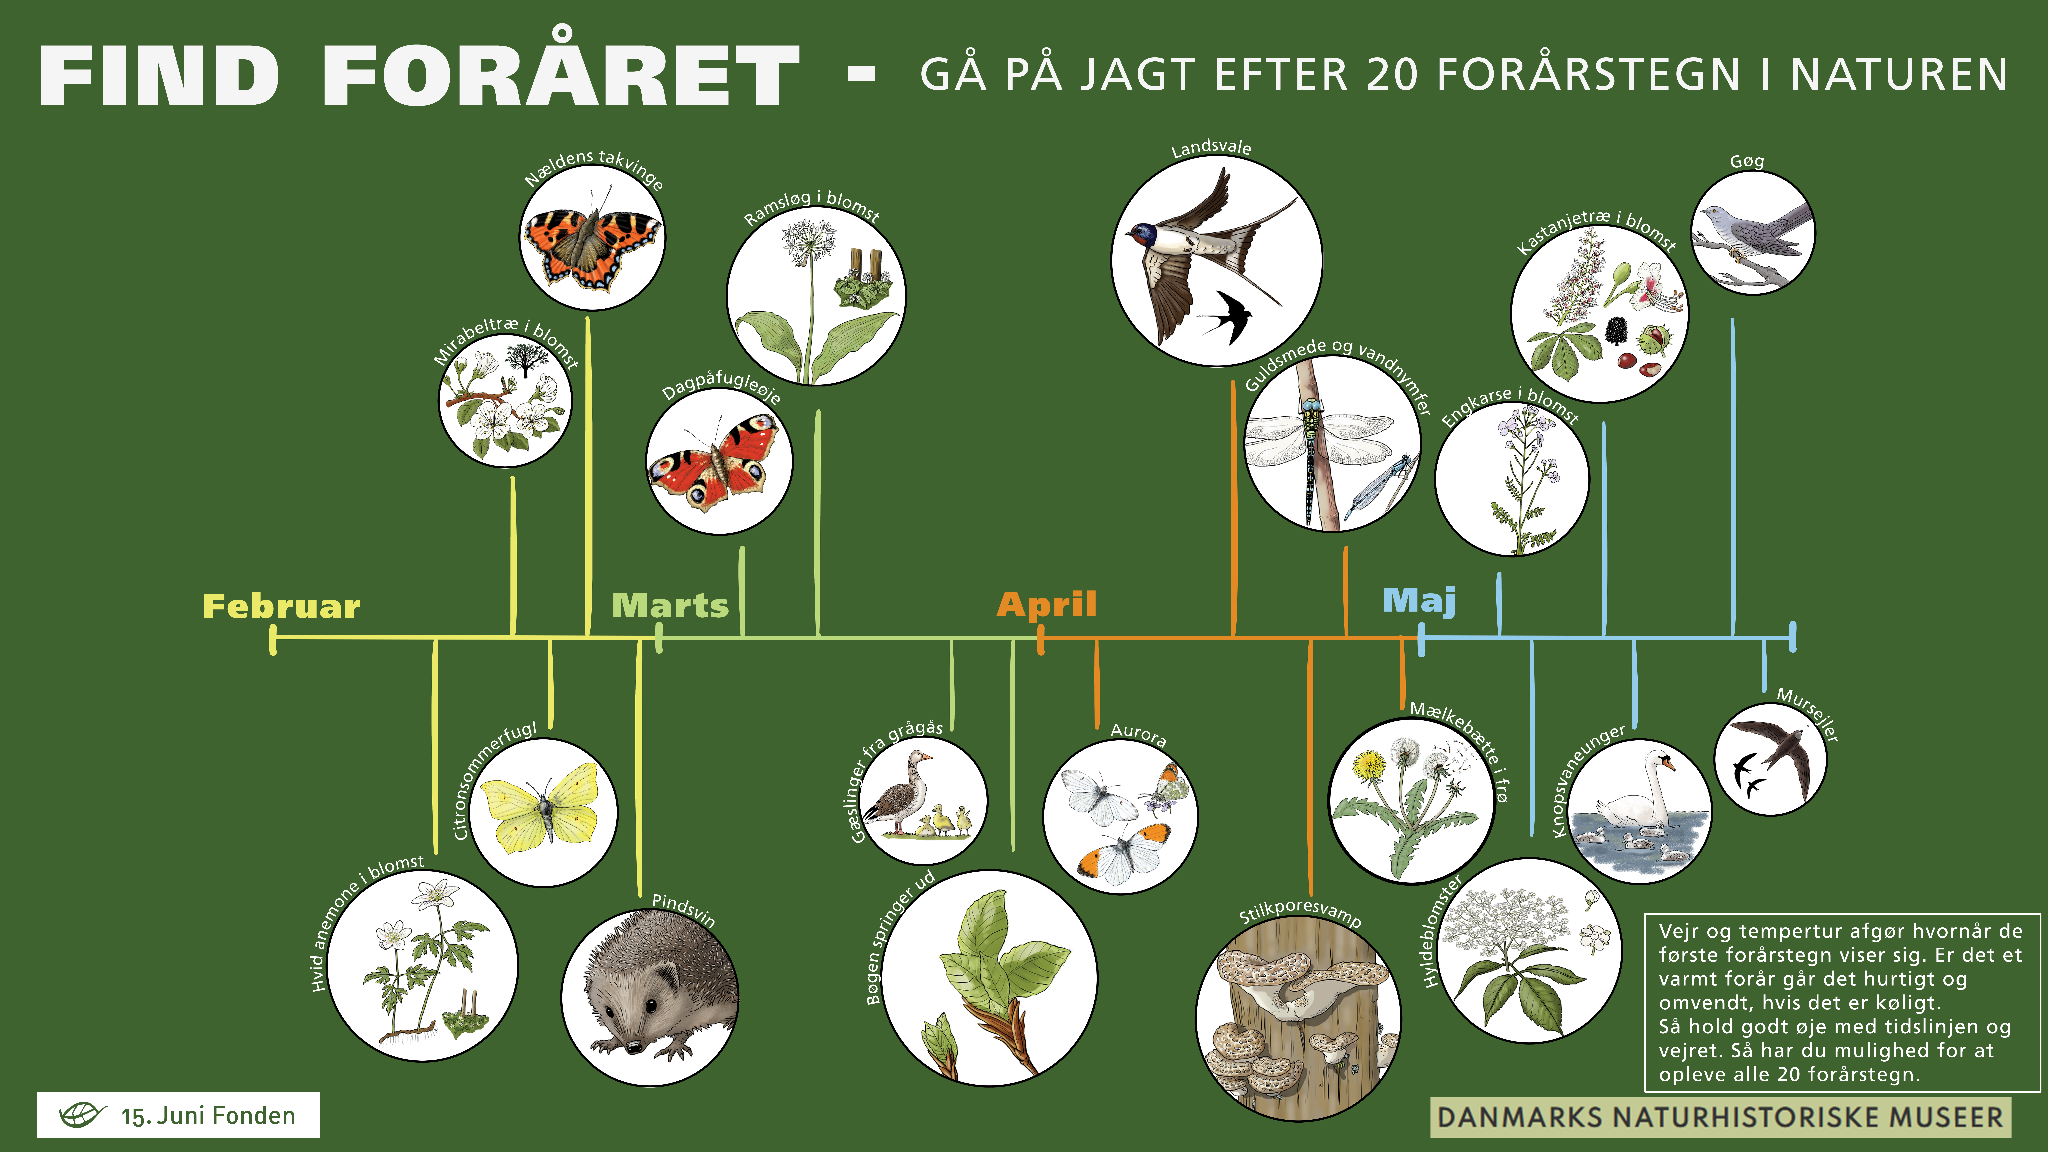 FIND FORÅRET - GÅ PÅ JAGT EFTER 20 FORÅRSTEGN I NATUREN
Landsvale
Nældens takvinge
Gøg
Ramsløg i blomst
Kastanjetræ i blomst
Mirabeltræ i blomst
Guldsmede og vandnymfer
Dagpåfugleøje
Engkarse i blomst
Februar
Marts
April
Maj
Citronsommerfugl
Gæslinger fra grågås
Aurora
Mælkebætte i frø
Knopsvaneunger
Mursejler
Hvid anemone i blomst
Pindsvin
Bøgen springer ud
Stilkporesvamp
Hyldeblomster
Vejr og tempertur afgør hvornår de
første forårstegn viser sig. Er det et
varmt forår går det hurtigt og
omvendt, hvis det er køligt.
Så hold godt øje med tidslinjen og
vejret. Så har du mulighed for at
opleve alle 20 forårstegn.
15. Juni Fonden
DANMARKS NATURHISTORISKE MUSEER